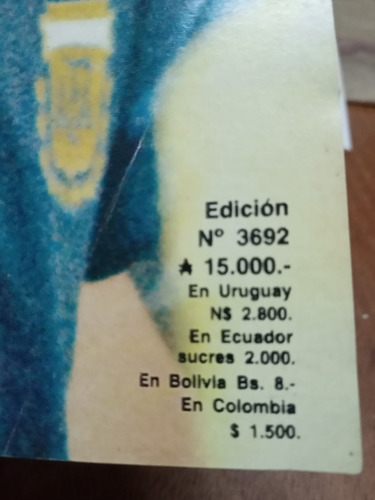 Edición
Nº 3692
₳ 15.000.-
En Uruguay
N$ 2.800.
En Ecuador
sucres 2.000.
En Bolivia Bs. 8.-
En Colombia
$ 1.500.